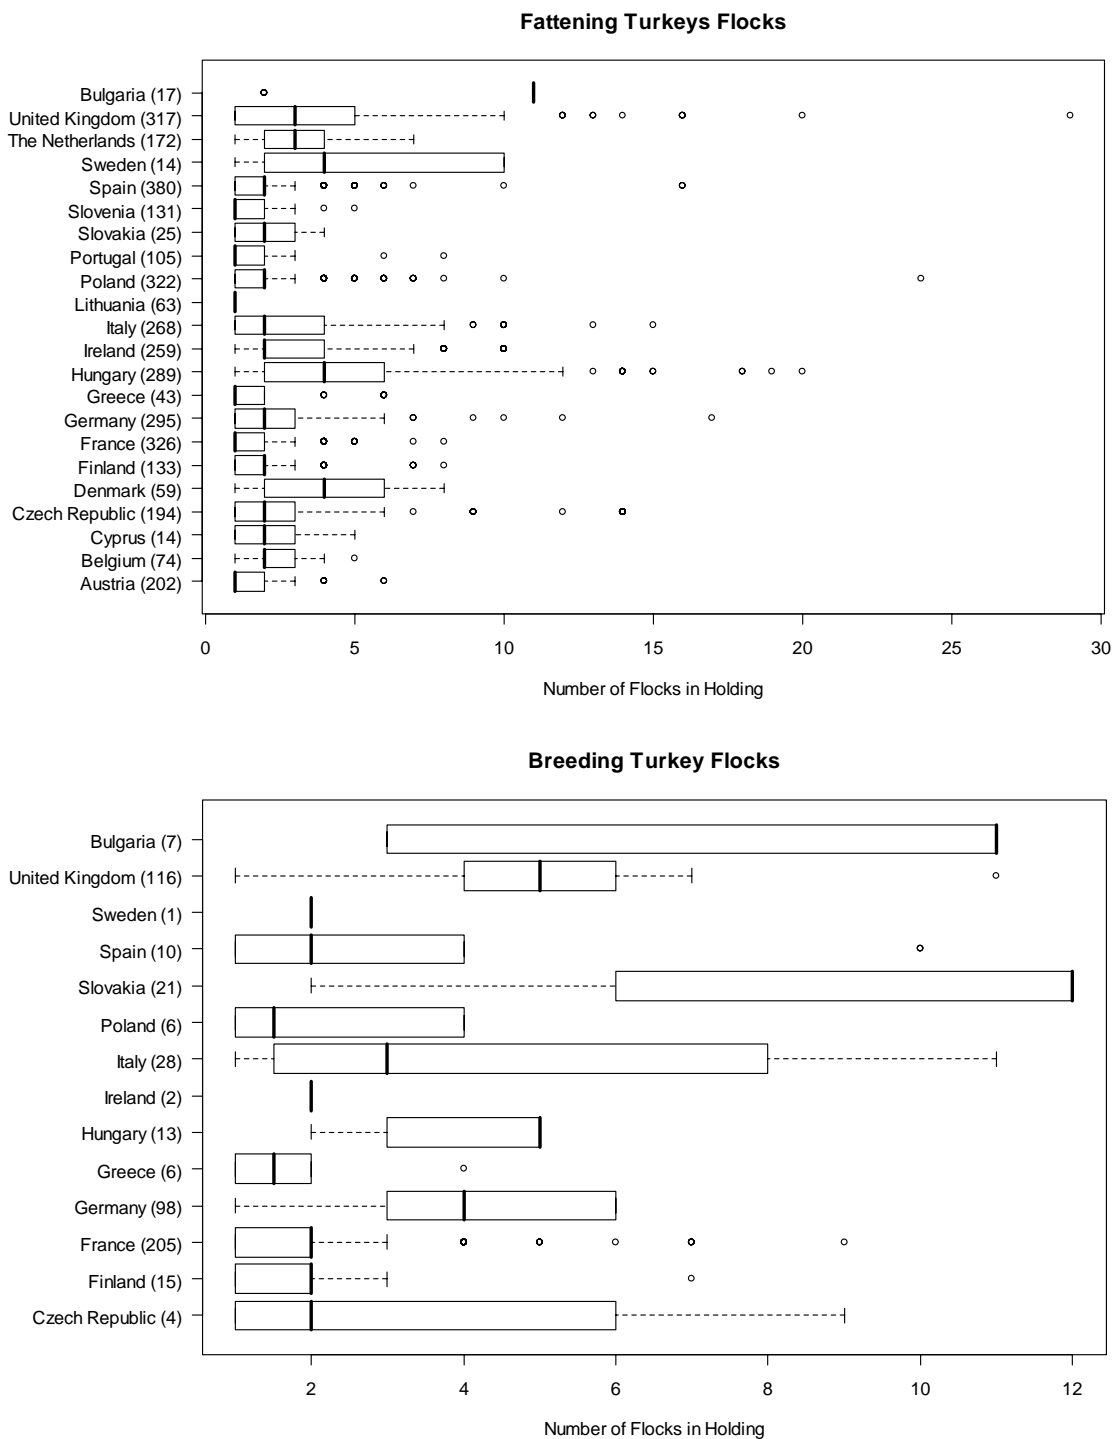 Fattening Turkeys Flocks
Bulgaria (17)
United Kingdom (317)
The Netherlands (172)
Sweden (14)
Spain (380)
Slovenia (131)
Slovakia (25)
Portugal (105)
Poland (322)
Lithuania (63)
Italy (268)
Ireland (259)
Hungary (289)
Greece (43)
Germany (295)
France (326)
Finland (133)
Denmark (59)
Czech Republic (194)
Cyprus (14)
Belgium (74)
Austria (202)
0 5 10 15 20 25 30
Number of Flocks in Holding
Breeding Turkey Flocks
Bulgaria (7)
United Kingdom (116)
Sweden (1)
Spain (10)
Slovakia (21)
Poland (6)
Italy (28)
Ireland (2)
Hungary (13)
Greece (6)
Germany (98)
France (205)
Finland (15)
Czech Republic (4)
2 4 6 8 10 12
Number of Flocks in Holding